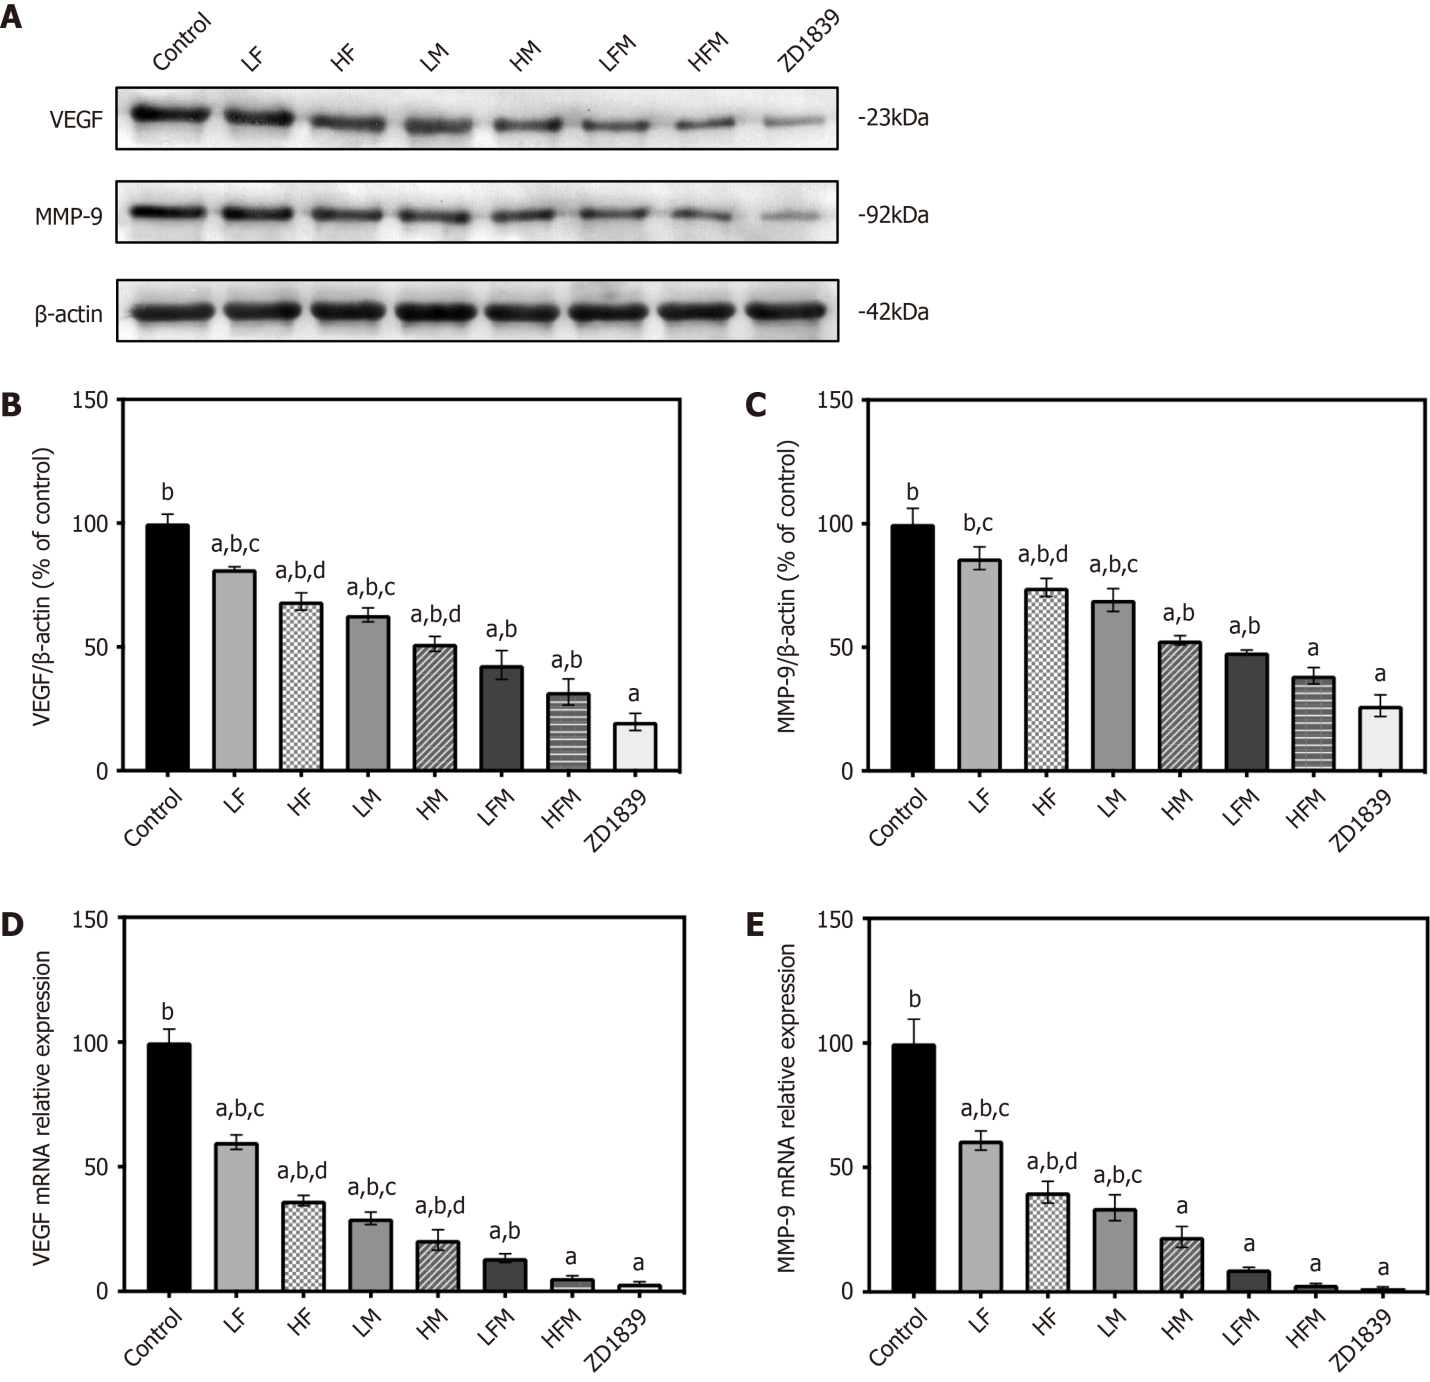 A
Control LF HF LM HM LFM HFM ZD1839
VEGF -23kDa
MMP-9 -92kDa
β-actin -42kDa
B
VEGF/β-actin (% of control)
150
100
50
0
b
a,b,c
a,b,d
a,b,c
a,b,d
a,b
a,b
a
Control LF HF LM HM LFM HFM ZD1839
C
MMP-9/β-actin (% of control)
150
100
50
0
b
b,c
a,b,d
a,b,c
a,b
a,b
a
a
Control LF HF LM HM LFM HFM ZD1839
D
VEGF mRNA relative expression
150
100
50
0
b
a,b,c
a,b,d
a,b,c
a,b,d
a,b
a
a
Control LF HF LM HM LFM HFM ZD1839
E
MMP-9 mRNA relative expression
150
100
50
0
b
a,b,c
a,b,d
a,b,c
a
a
a
a
Control LF HF LM HM LFM HFM ZD1839